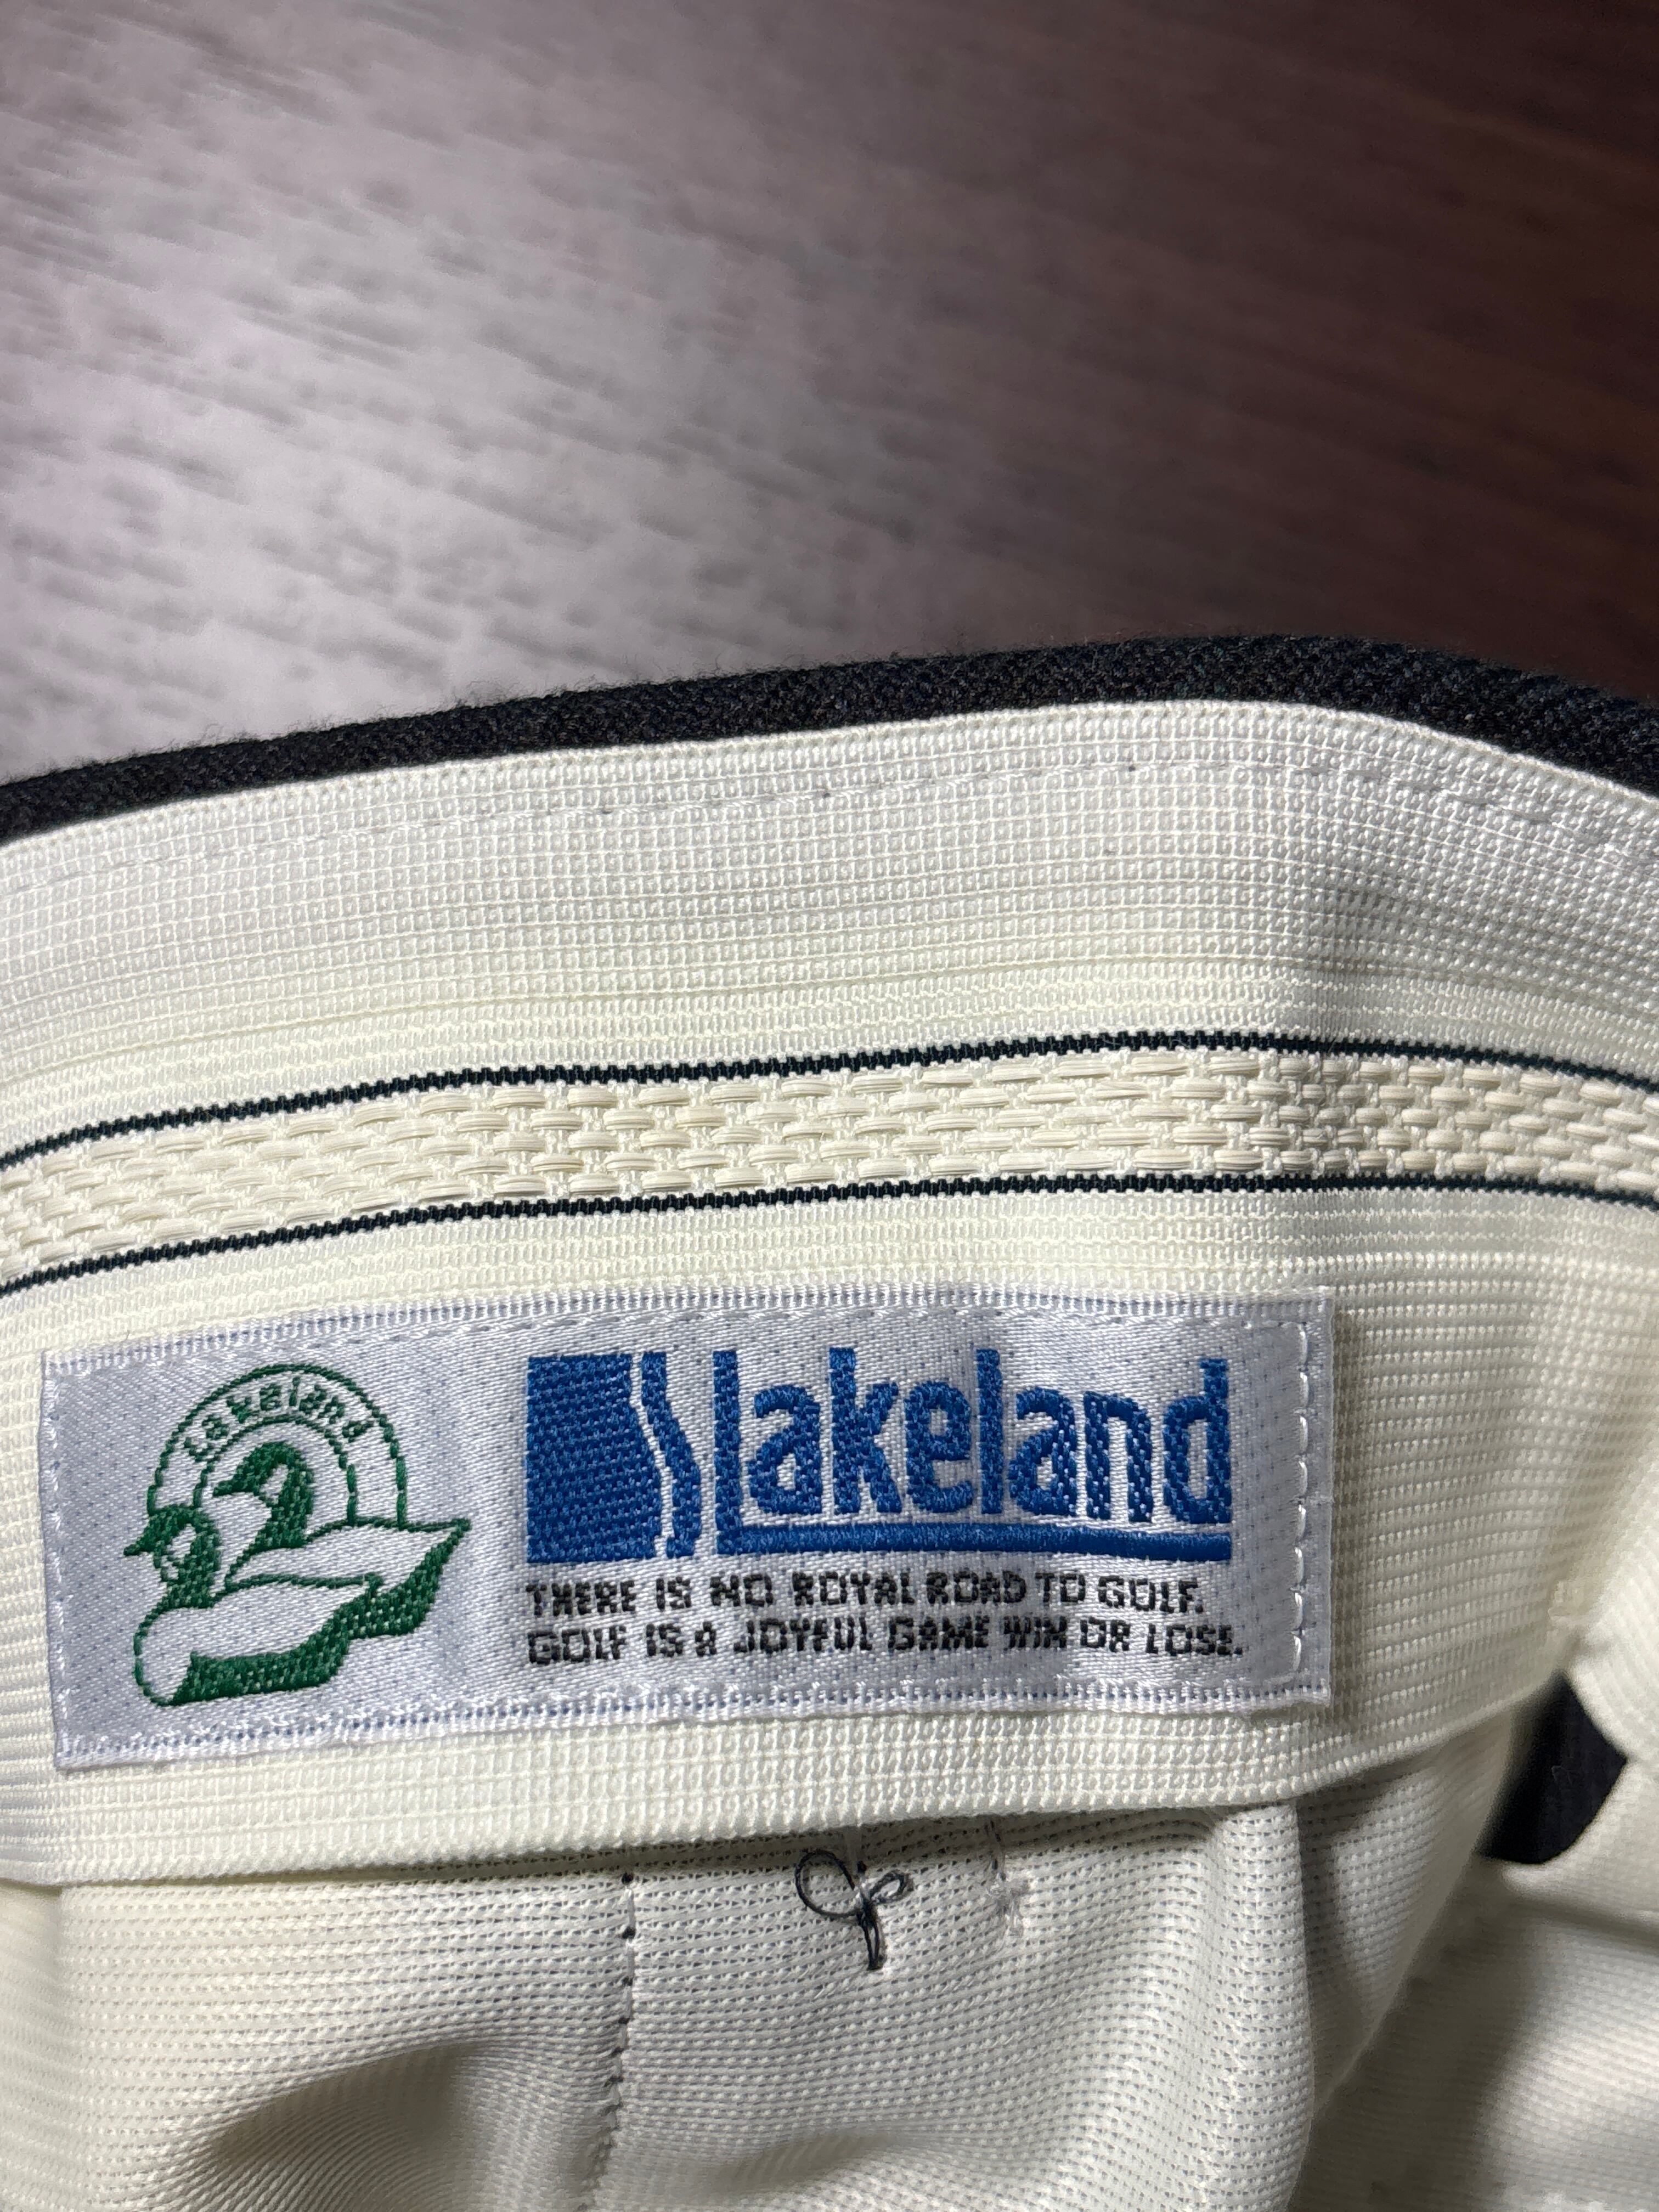 Lakeland
Lakeland
THERE IS NO ROYAL ROAD TO GOLF.
GOLF IS A JOYFUL GAME WIN OR LOSE.